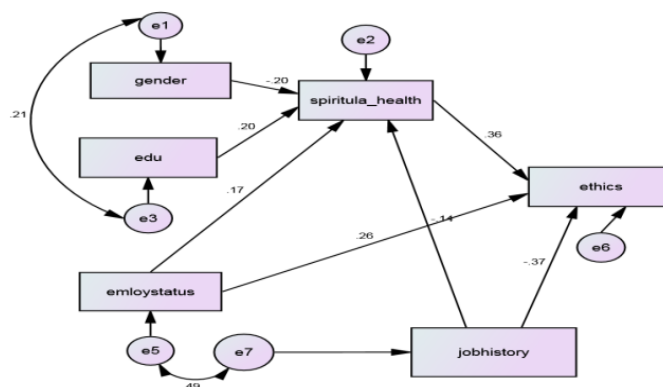 e1
e2
gender
-.20
spiritula_health
.21
.20
.36
edu
.17
ethics
e3
-.14
.26
e6
emloystatus
-.37
e5
e7
jobhistory
.49